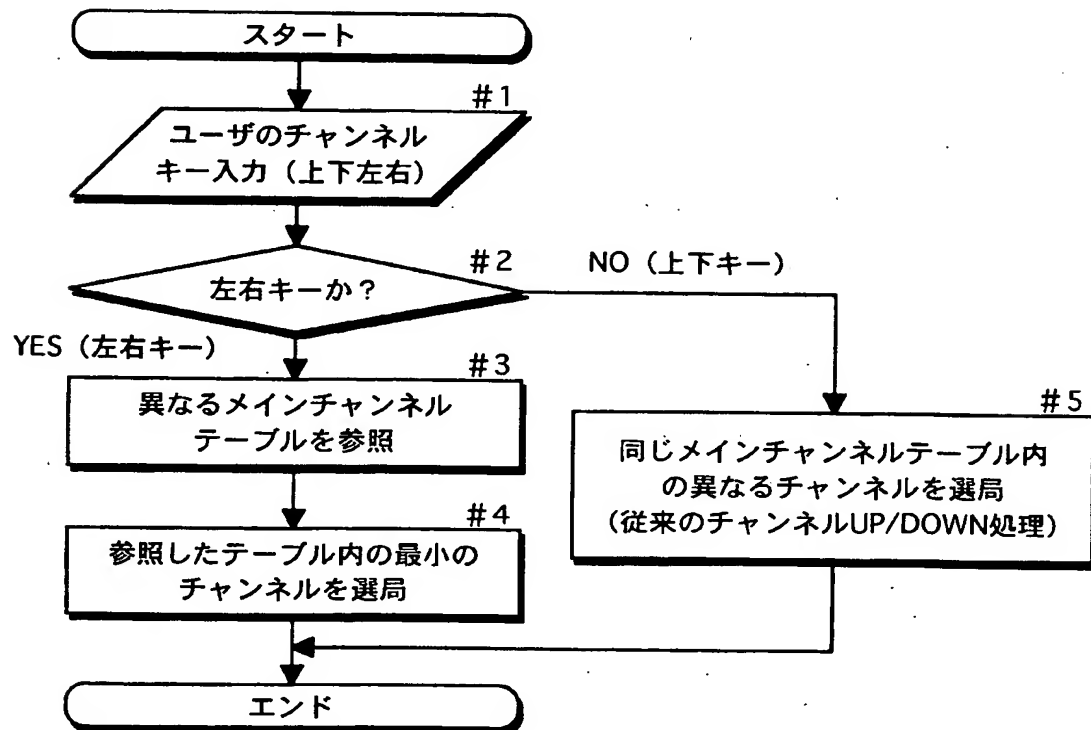 スタート
#1
ユーザのチャンネル
キー入力（上下左右）
#2
左右キーか？
NO（上下キー）
YES（左右キー）
#3
異なるメインチャンネル
テーブルを参照
#4
参照したテーブル内の最小の
チャンネルを選局
#5
同じメインチャンネルテーブル内
の異なるチャンネルを選局
（従来のチャンネルUP/DOWN処理）
エンド